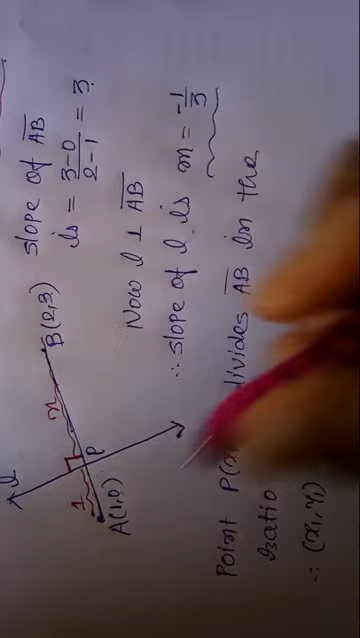 slope of AB
is = 3-0/2-1 = 3.
Now l ⊥ AB
∴ slope of l is m = -1/3
l
B(2,3)
n
P
1
A(1,0)
Point P(x divides AB in the
ratio
∴ (x₁, y₁)